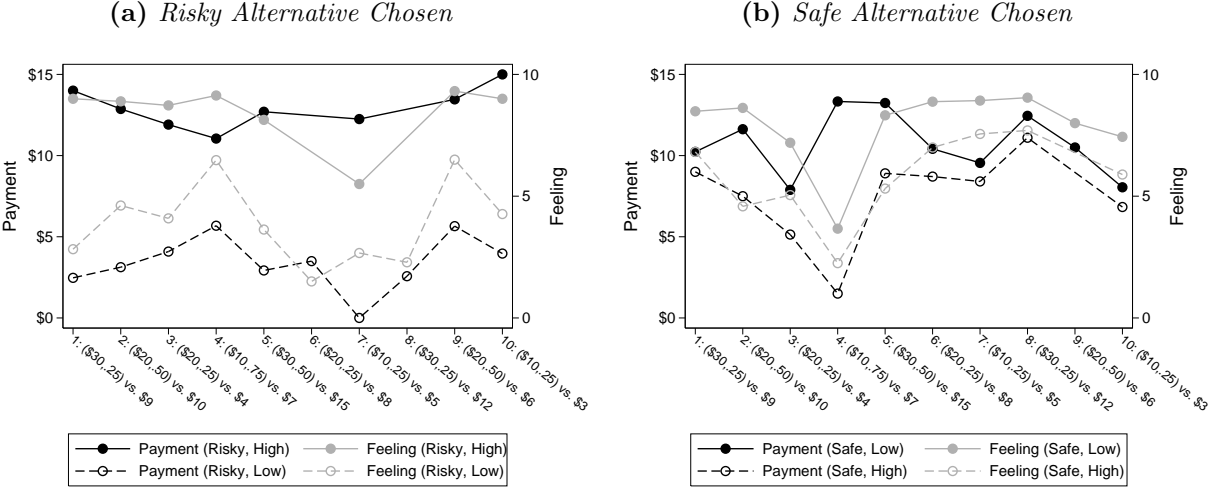 (a) Risky Alternative Chosen
$15
$10
$5
$0
Payment
10
5
0
Feeling
1: ($30,.25) vs. $9
2: ($20,.50) vs. $10
3: ($20,.25) vs. $4
4: ($10,.75) vs. $7
5: ($30,.50) vs. $15
6: ($20,.25) vs. $8
7: ($10,.25) vs. $5
8: ($30,.25) vs. $12
9: ($20,.50) vs. $6
10: ($10,.25) vs. $3
Payment (Risky, High)
Feeling (Risky, High)
Payment (Risky, Low)
Feeling (Risky, Low)
(b) Safe Alternative Chosen
$15
$10
$5
$0
Payment
10
5
0
Feeling
1: ($30,.25) vs. $9
2: ($20,.50) vs. $10
3: ($20,.25) vs. $4
4: ($10,.75) vs. $7
5: ($30,.50) vs. $15
6: ($20,.25) vs. $8
7: ($10,.25) vs. $5
8: ($30,.25) vs. $12
9: ($20,.50) vs. $6
10: ($10,.25) vs. $3
Payment (Safe, Low)
Feeling (Safe, Low)
Payment (Safe, High)
Feeling (Safe, High)